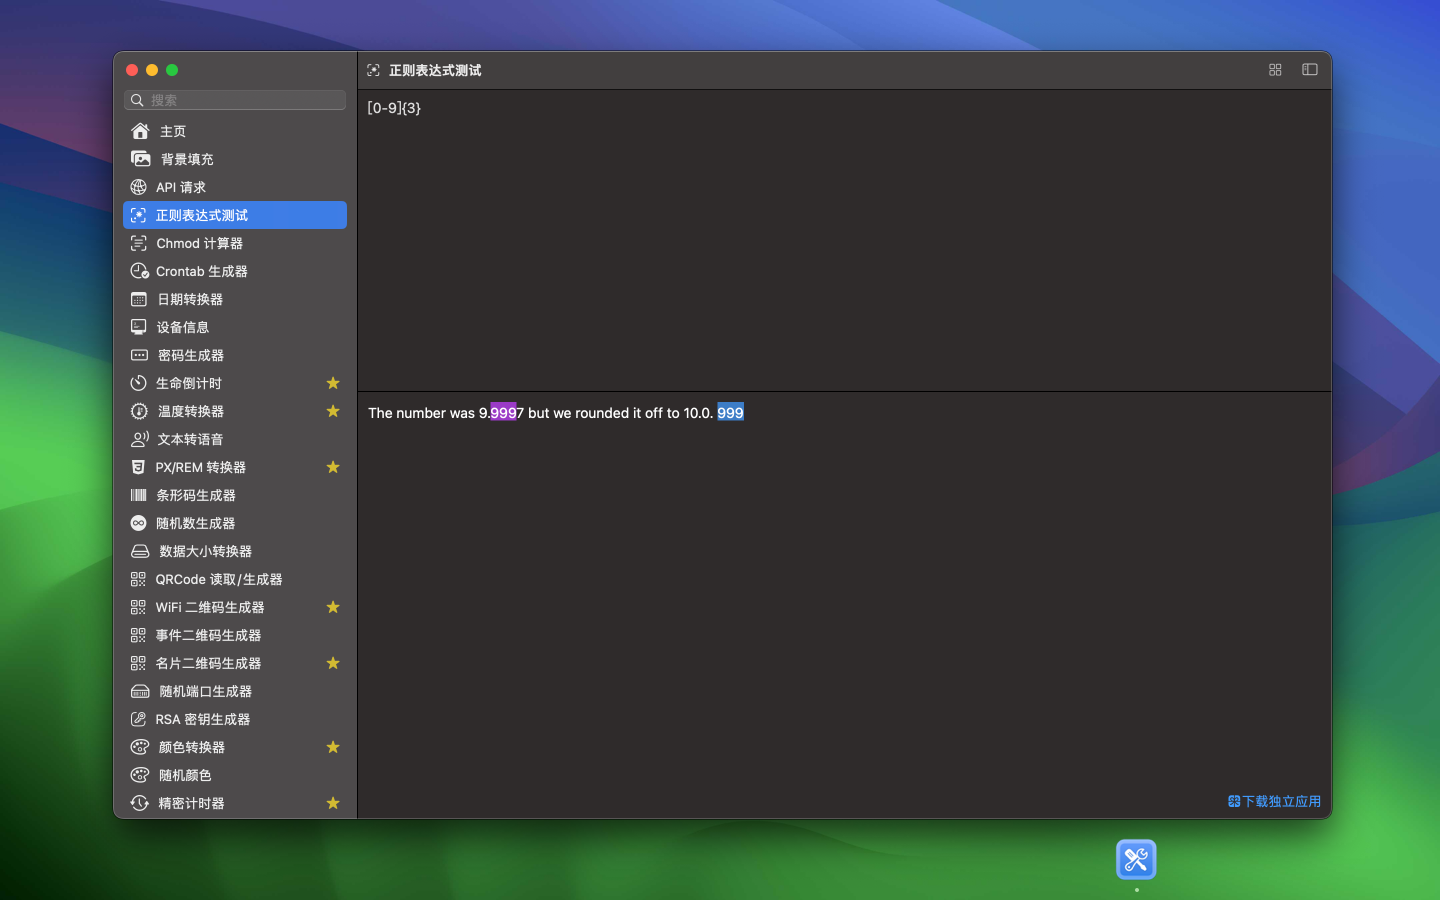 正则表达式测试
搜索
[0-9]{3}
主页
背景填充
API 请求
正则表达式测试
Chmod 计算器
Crontab 生成器
日期转换器
设备信息
密码生成器
生命倒计时
温度转换器
The number was 9.9997 but we rounded it off to 10.0. 999
文本转语音
PX/REM 转换器
条形码生成器
随机数生成器
数据大小转换器
QRCode 读取/生成器
WiFi 二维码生成器
事件二维码生成器
名片二维码生成器
随机端口生成器
RSA 密钥生成器
颜色转换器
随机颜色
精密计时器
下载独立应用